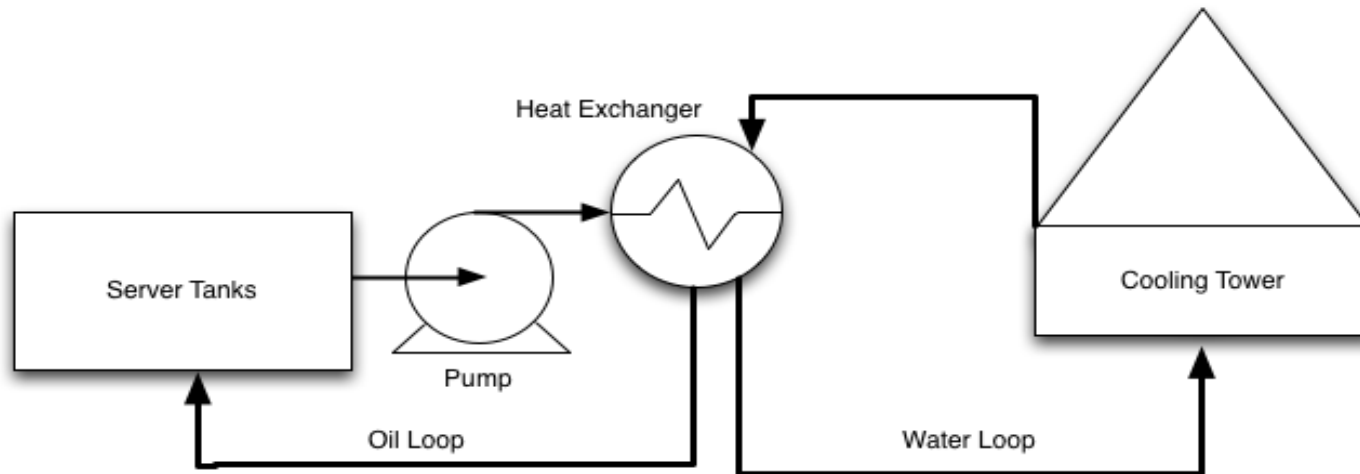 Heat Exchanger
Server Tanks
Cooling Tower
Pump
Oil Loop
Water Loop